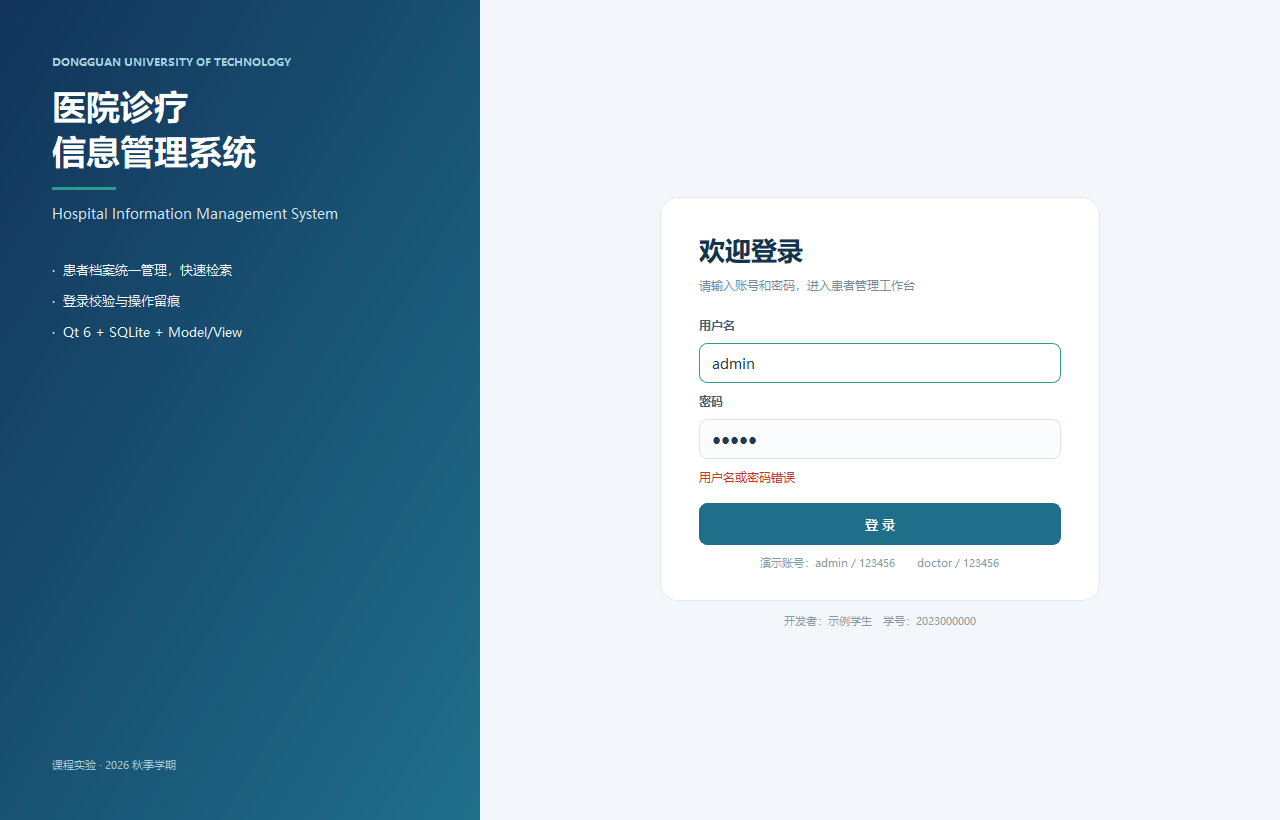 DONGGUAN UNIVERSITY OF TECHNOLOGY
医院诊疗
信息管理系统
Hospital Information Management System
· 患者档案统一管理，快速检索
· 登录校验与操作留痕
· Qt 6 + SQLite + Model/View
课程实验 · 2026 秋季学期
欢迎登录
请输入账号和密码，进入患者管理工作台
用户名
admin
密码
●●●●●
用户名或密码错误
登 录
演示账号：admin / 123456 doctor / 123456
开发者：示例学生 学号：2023000000